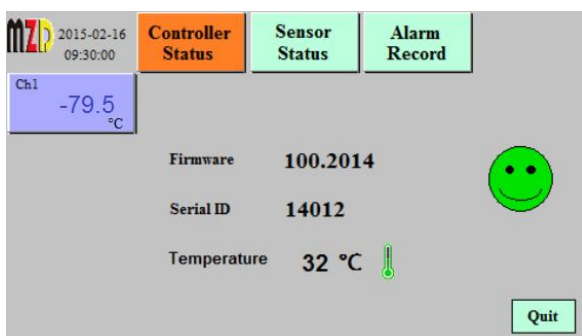 MZD 2015-02-16
09:30:00
Controller
Status
Sensor
Status
Alarm
Record
Ch1
-79.5
°C
Firmware 100.2014
Serial ID 14012
Temperature 32 °C
Quit